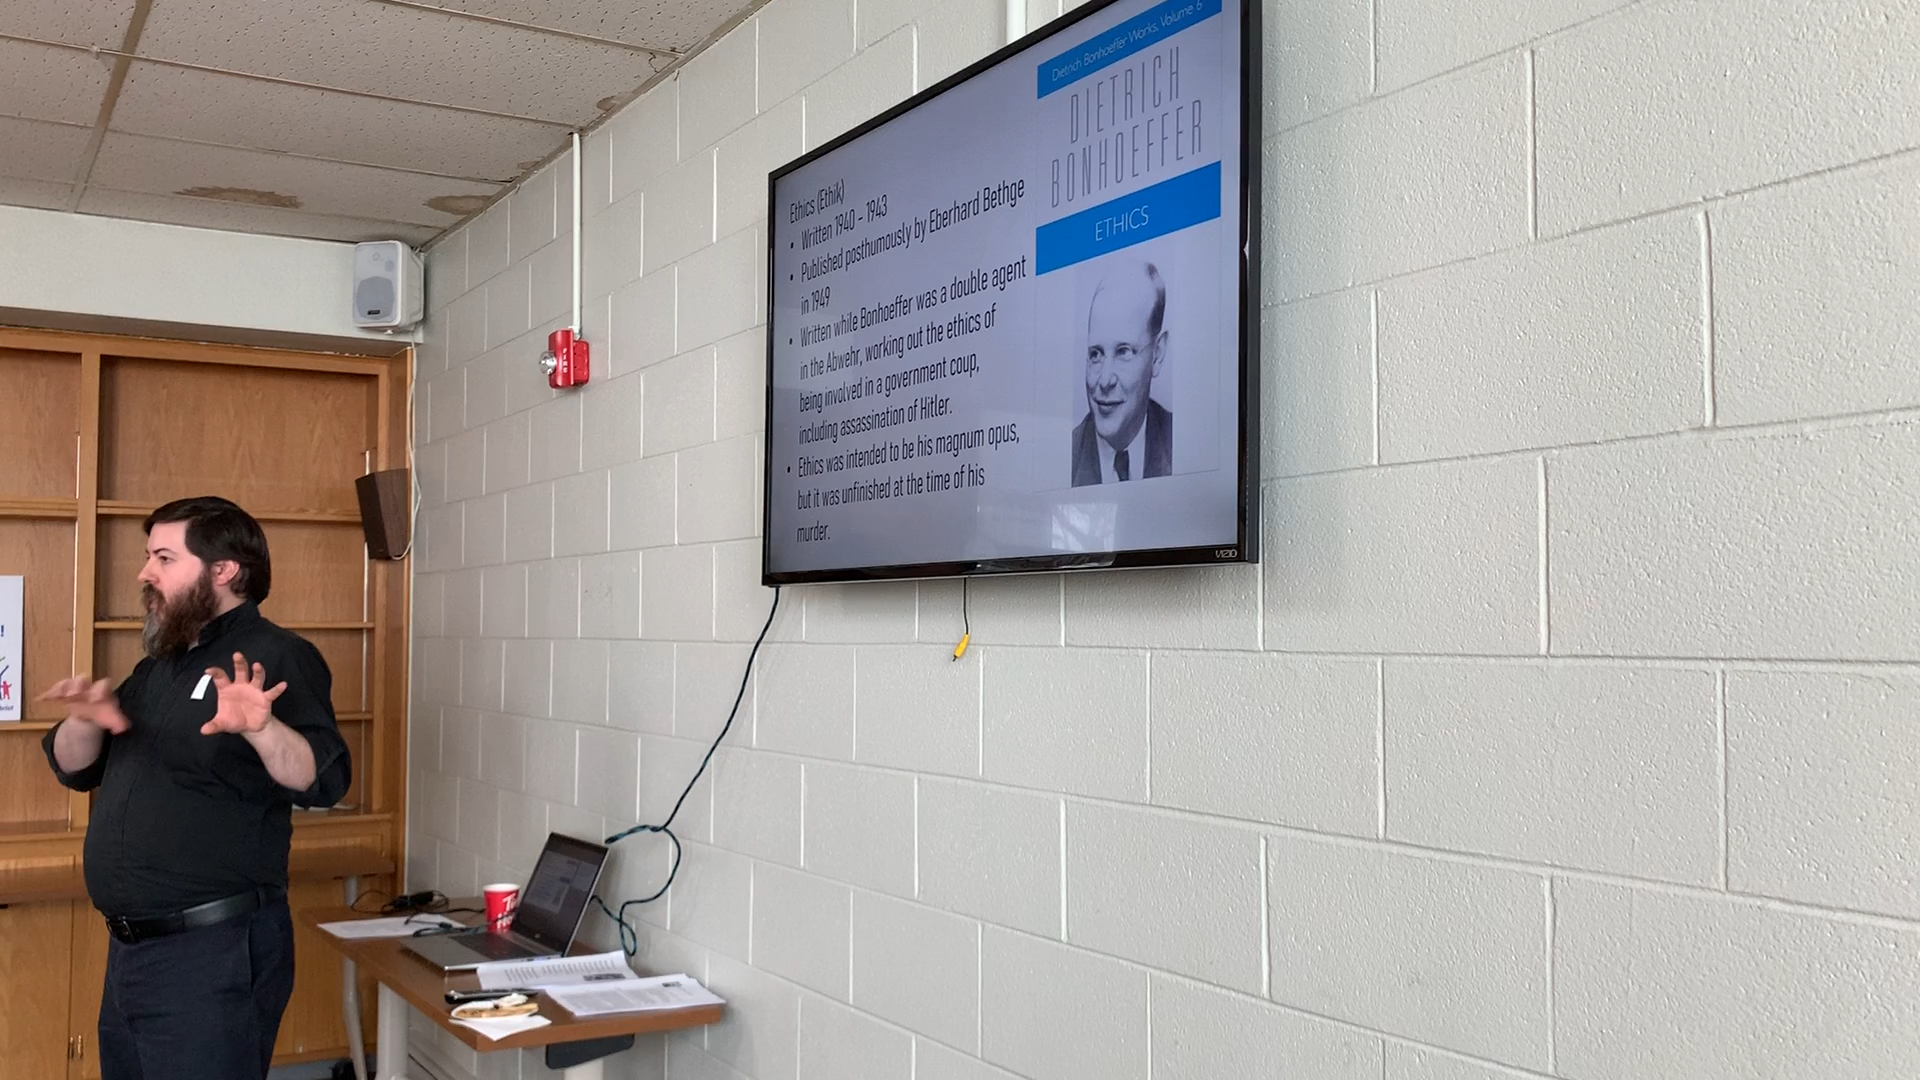 Dietrich Bonhoeffer Works, Volume 6
DIETRICH
BONHOEFFER
ETHICS
Ethics (Ethik)
• Written 1940 - 1943
• Published posthumously by Eberhard Bethge
in 1949
• Written while Bonhoeffer was a double agent
in the Abwehr, working out the ethics of
being involved in a government coup,
including assassination of Hitler.
• Ethics was intended to be his magnum opus,
but it was unfinished at the time of his
murder.
VIZIO
FIRE